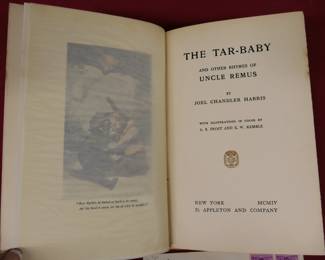 THE TAR-BABY
AND OTHER RHYMES OF
UNCLE REMUS
BY
JOEL CHANDLER HARRIS
WITH ILLUSTRATIONS IN COLOR BY
A. B. FROST AND E. W. KEMBLE
NEW YORK MCMIV
D. APPLETON AND COMPANY